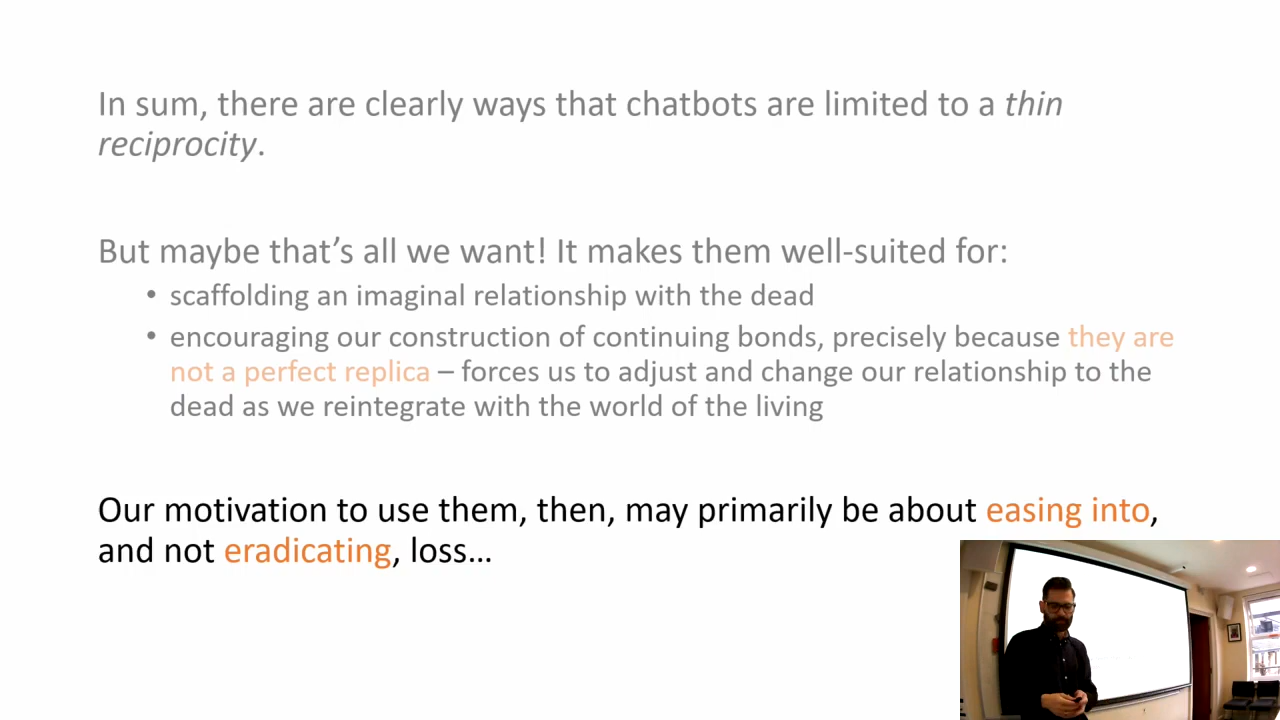 In sum, there are clearly ways that chatbots are limited to a thin
reciprocity.
But maybe that’s all we want! It makes them well-suited for:
• scaffolding an imaginal relationship with the dead
• encouraging our construction of continuing bonds, precisely because they are
not a perfect replica – forces us to adjust and change our relationship to the
dead as we reintegrate with the world of the living
Our motivation to use them, then, may primarily be about easing into,
and not eradicating, loss…